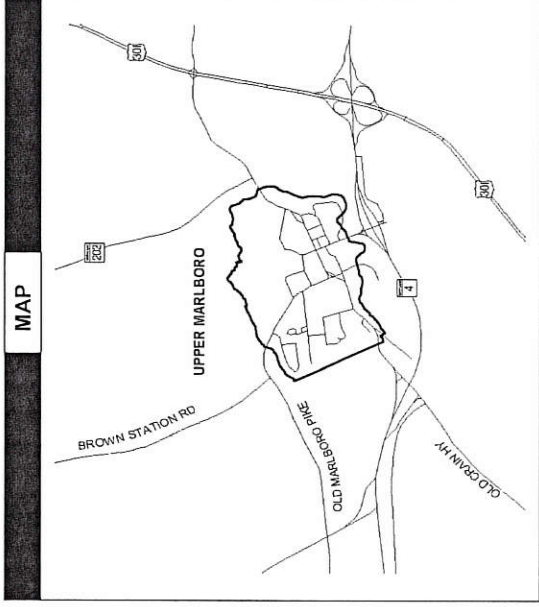 MAP
301
202
UPPER MARLBORO
BROWN STATION RD
OLD MARLBORO PIKE
4
301
OLD CRAIN HY